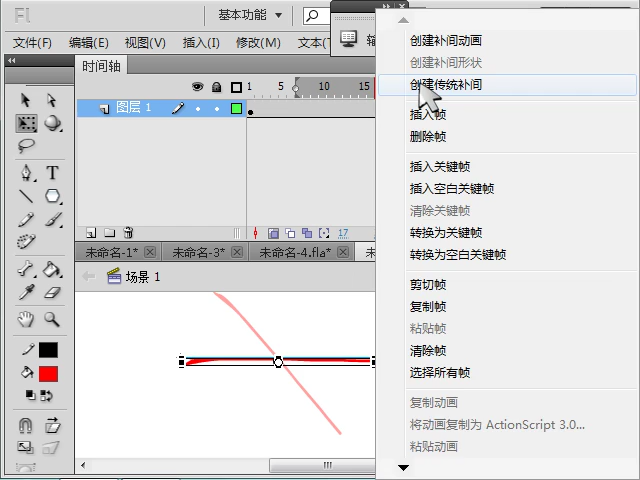 Fl
基本功能
文件(F) 编辑(E) 视图(V) 插入(I) 修改(M) 文本(T
时间轴
1 5 10 15
图层 1
17
未命名-1* 未命名-3* 未命名-4.fla* 未
场景 1
创建补间动画
创建补间形状
创建传统补间
插入帧
删除帧
插入关键帧
插入空白关键帧
清除关键帧
转换为关键帧
转换为空白关键帧
剪切帧
复制帧
粘贴帧
清除帧
选择所有帧
复制动画
将动画复制为 ActionScript 3.0...
粘贴动画